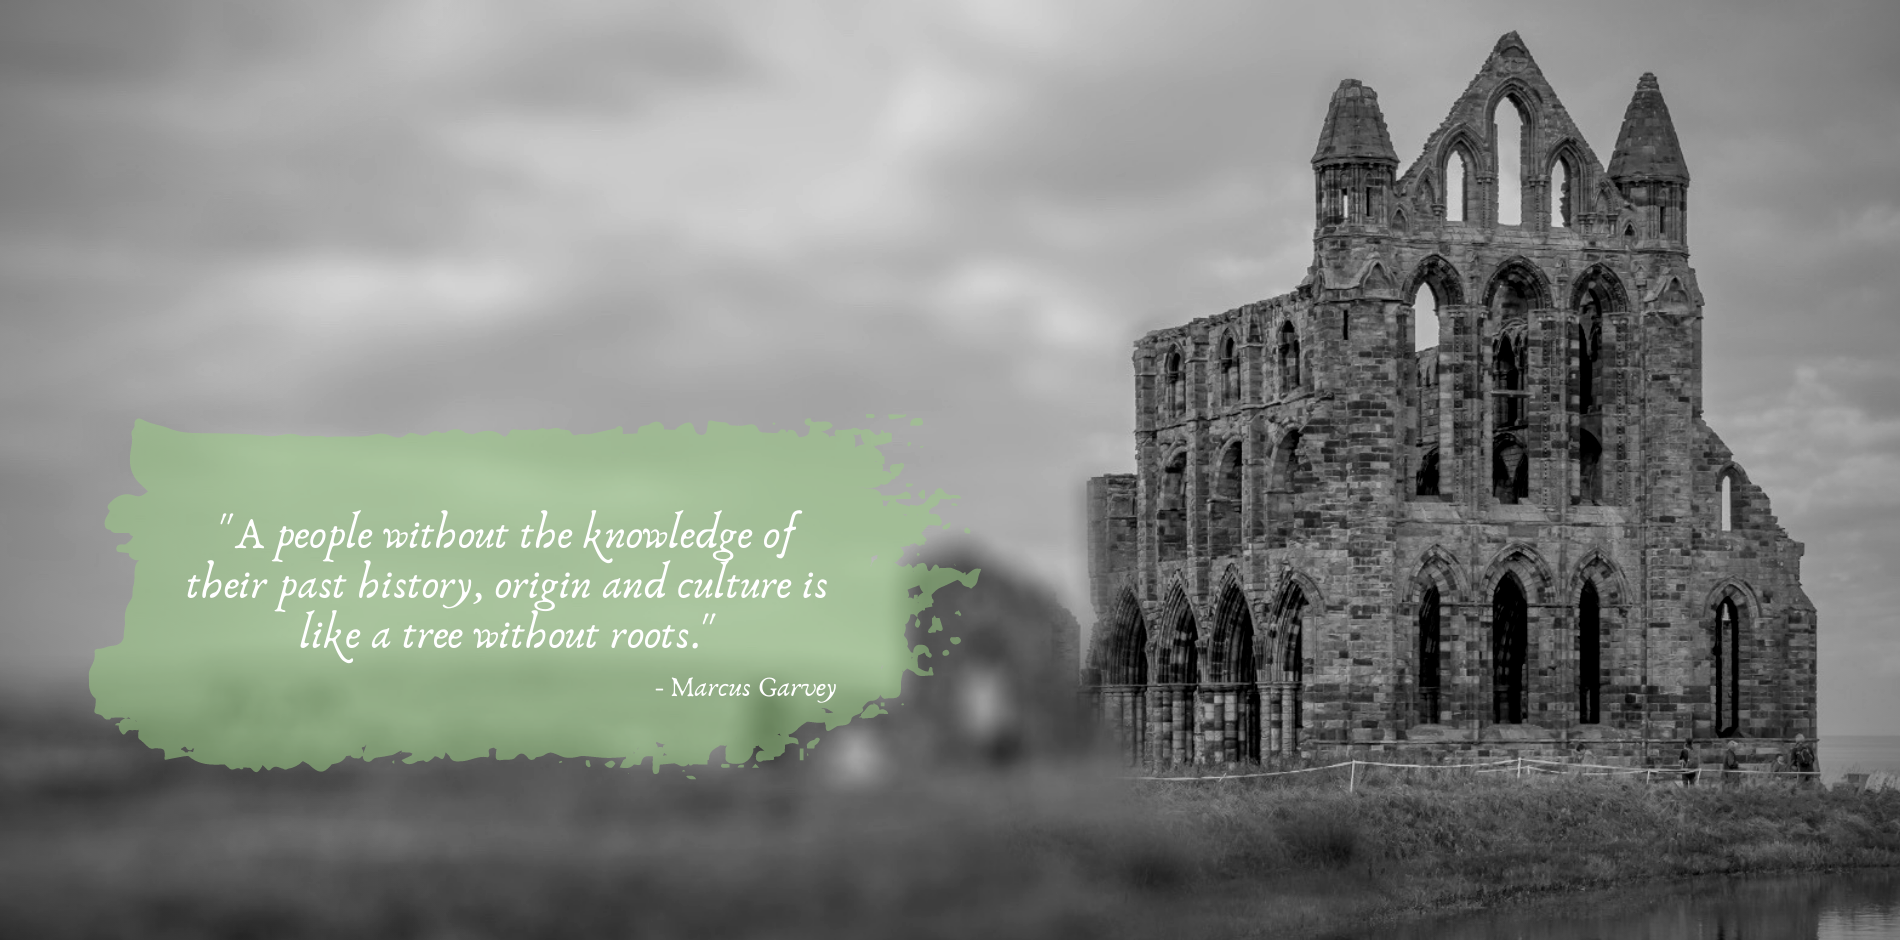 "A people without the knowledge of
their past history, origin and culture is
like a tree without roots."
- Marcus Garvey